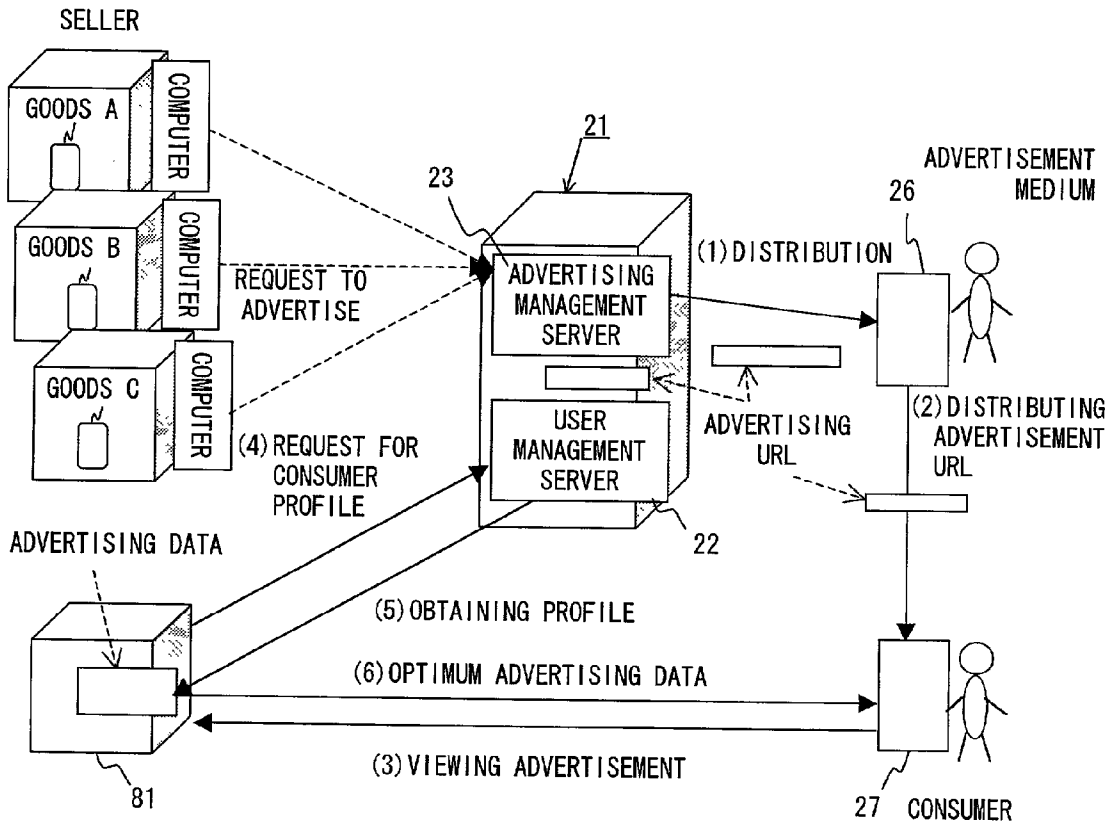 SELLER
GOODS A
COMPUTER
GOODS B
COMPUTER
GOODS C
COMPUTER
REQUEST TO
ADVERTISE
21
23
ADVERTISING
MANAGEMENT
SERVER
USER
MANAGEMENT
SERVER
22
(1) DISTRIBUTION
26
ADVERTISEMENT
MEDIUM
ADVERTISING
URL
(2) DISTRIBUTING
ADVERTISEMENT
URL
(4) REQUEST FOR
CONSUMER
PROFILE
ADVERTISING DATA
(5) OBTAINING PROFILE
(6) OPTIMUM ADVERTISING DATA
(3) VIEWING ADVERTISEMENT
81
27
CONSUMER